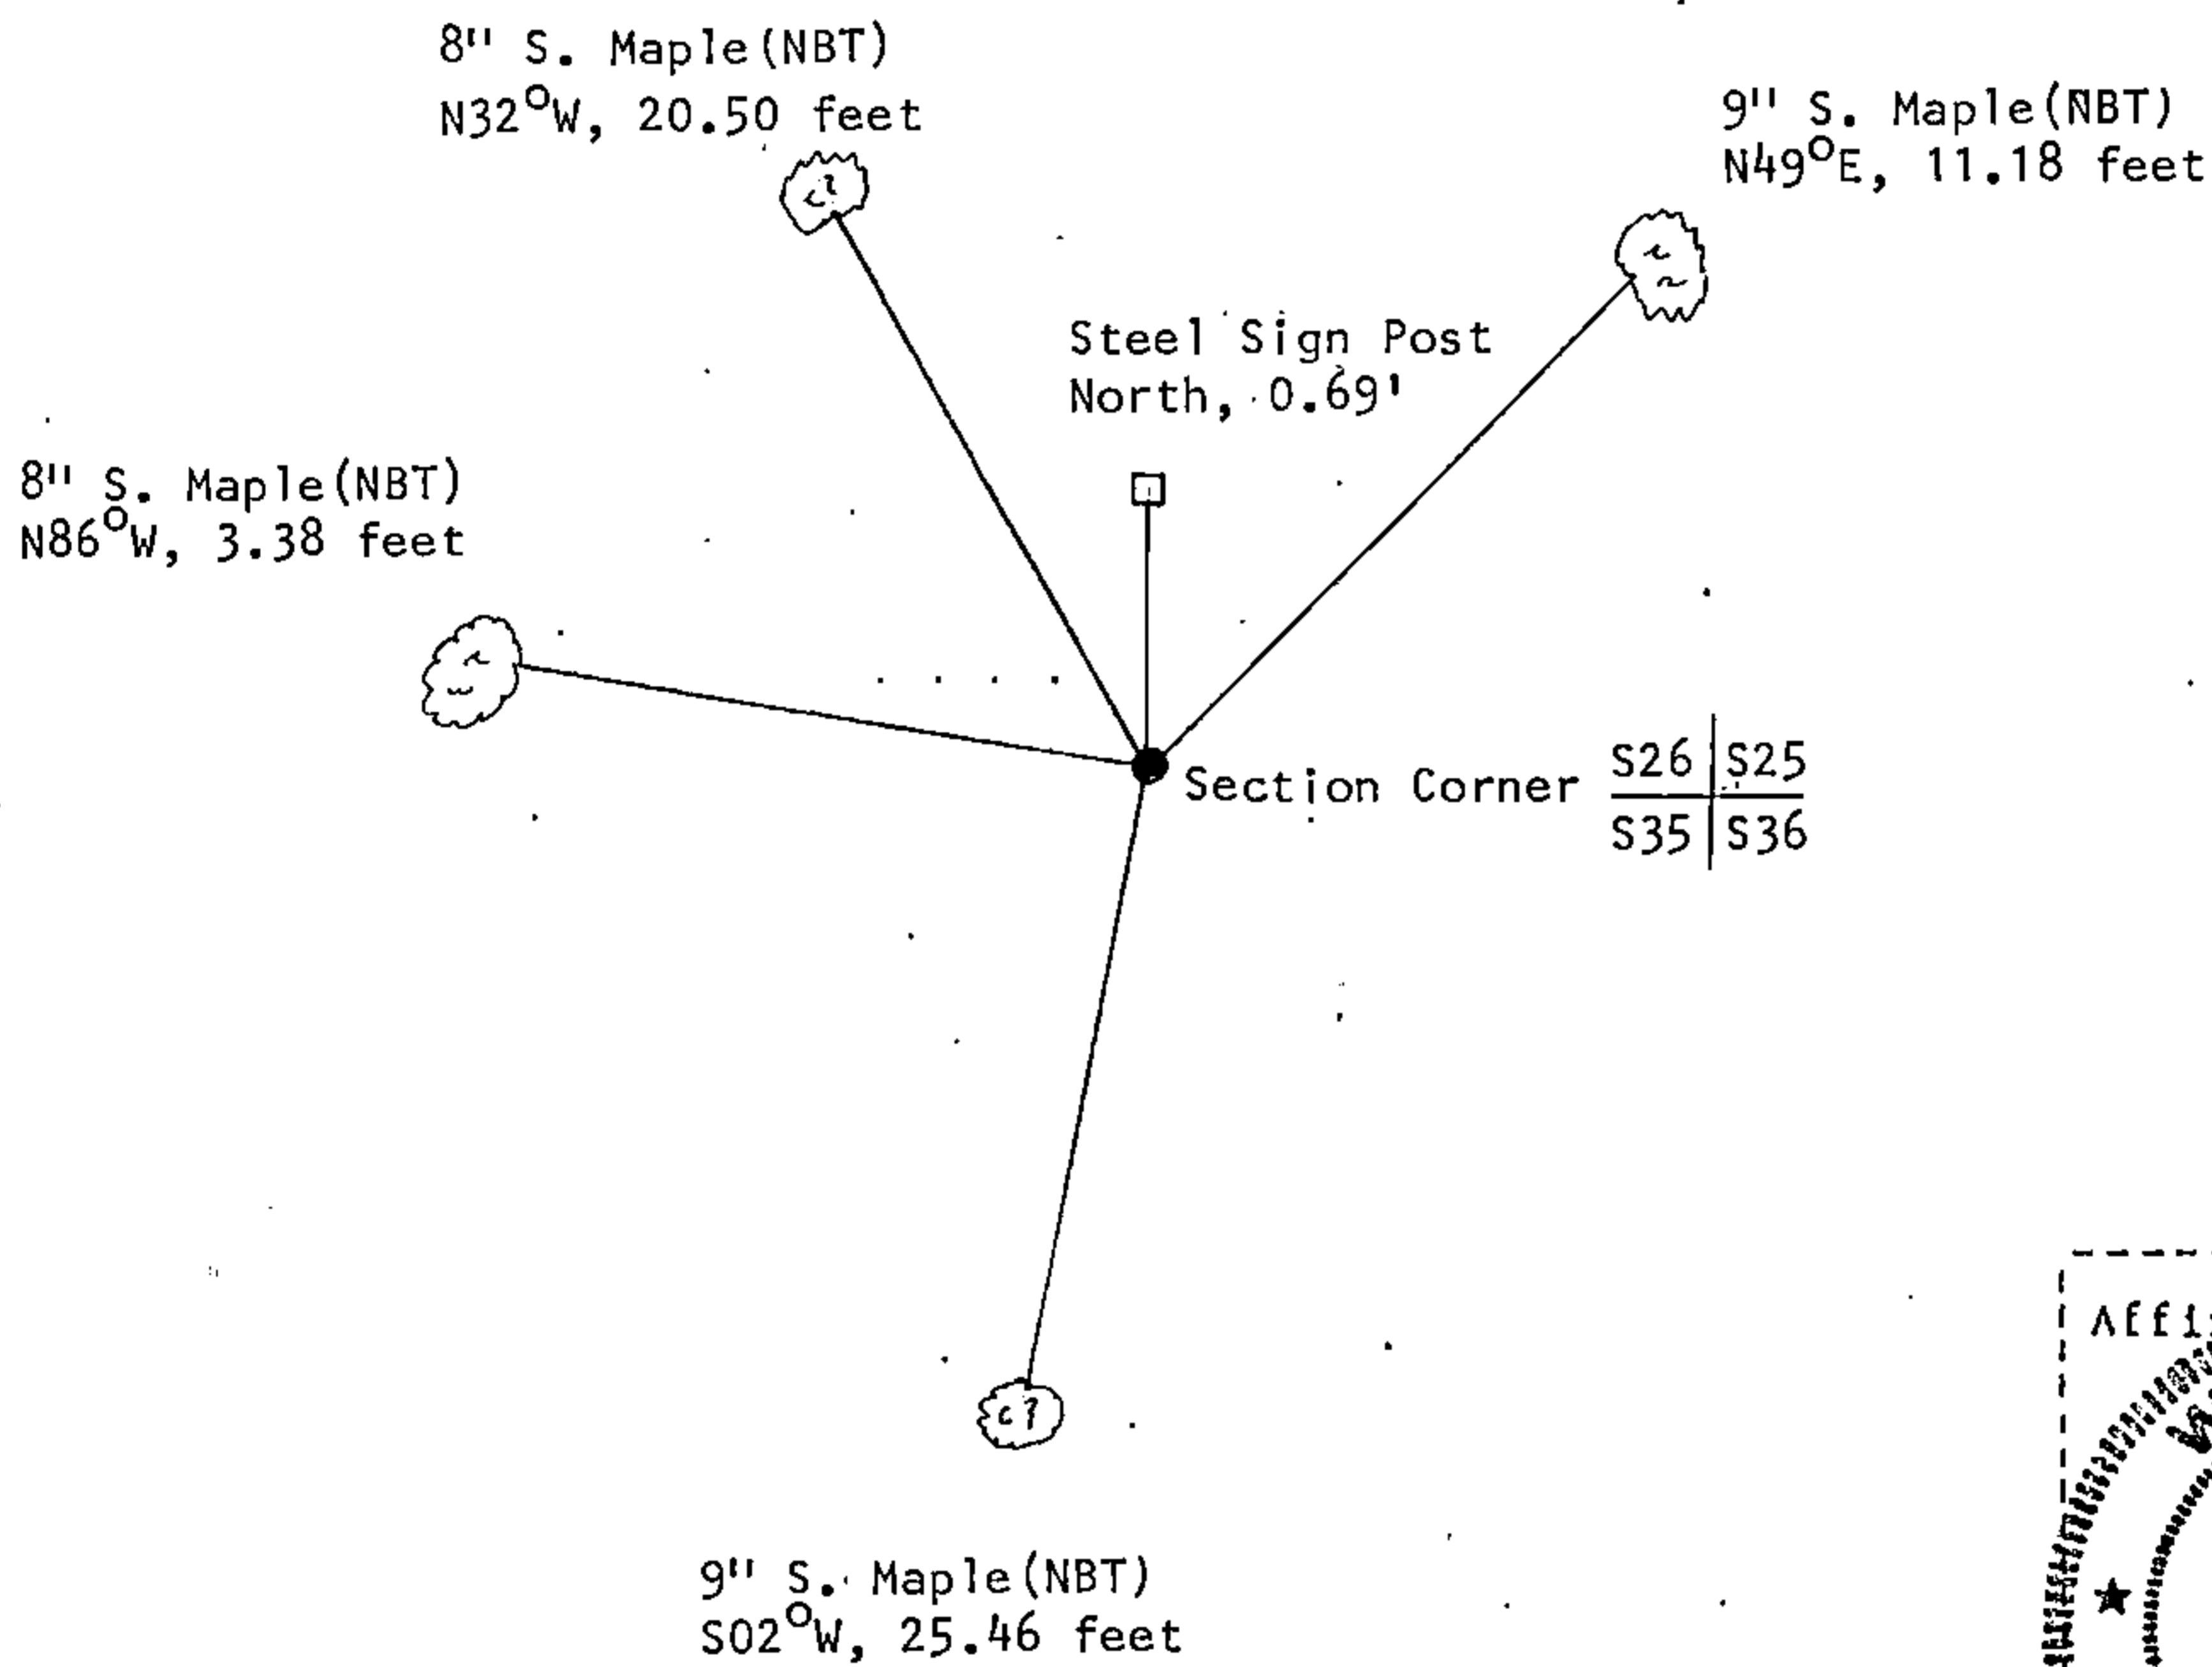 8" S. Maple(NBT)
N32°W, 20.50 feet
9" S. Maple(NBT)
N49°E, 11.18 feet
Steel Sign Post
North, 0.69'
8" S. Maple(NBT)
N86°W, 3.38 feet
Section Corner
S26 S25
S35 S36
9" S. Maple(NBT)
S02°W, 25.46 feet